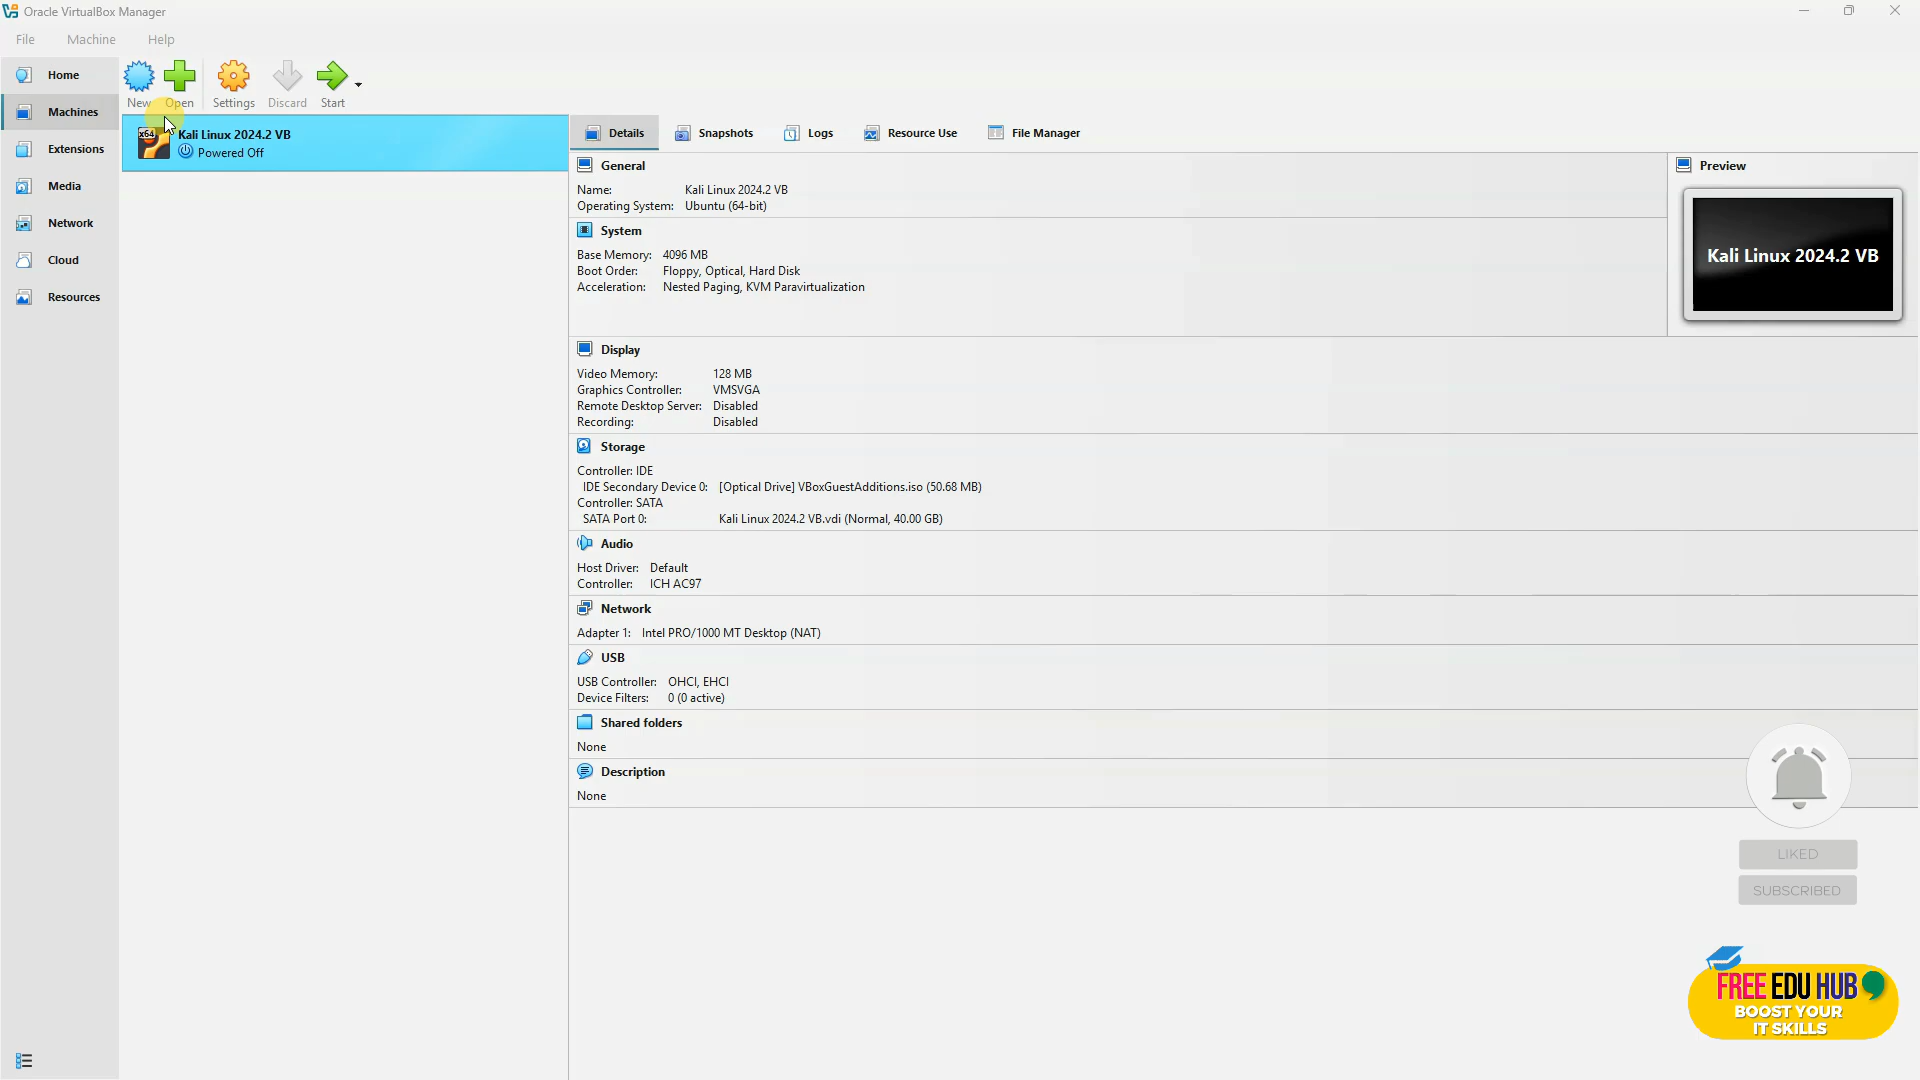 Oracle VirtualBox Manager
File Machine Help
Home
Machines
Extensions
Media
Network
Cloud
Resources
New Open Settings Discard Start
x64
Kali Linux 2024.2 VB
Powered Off
Details Snapshots Logs Resource Use File Manager
General
Name: Kali Linux 2024.2 VB
Operating System: Ubuntu (64-bit)
System
Base Memory: 4096 MB
Boot Order: Floppy, Optical, Hard Disk
Acceleration: Nested Paging, KVM Paravirtualization
Preview
Kali Linux 2024.2 VB
Display
Video Memory: 128 MB
Graphics Controller: VMSVGA
Remote Desktop Server: Disabled
Recording: Disabled
Storage
Controller: IDE
IDE Secondary Device 0: [Optical Drive] VBoxGuestAdditions.iso (50.68 MB)
Controller: SATA
SATA Port 0: Kali Linux 2024.2 VB.vdi (Normal, 40.00 GB)
Audio
Host Driver: Default
Controller: ICH AC97
Network
Adapter 1: Intel PRO/1000 MT Desktop (NAT)
USB
USB Controller: OHCI, EHCI
Device Filters: 0 (0 active)
Shared folders
None
Description
None
LIKED
SUBSCRIBED
FREE EDU HUB
BOOST YOUR
IT SKILLS